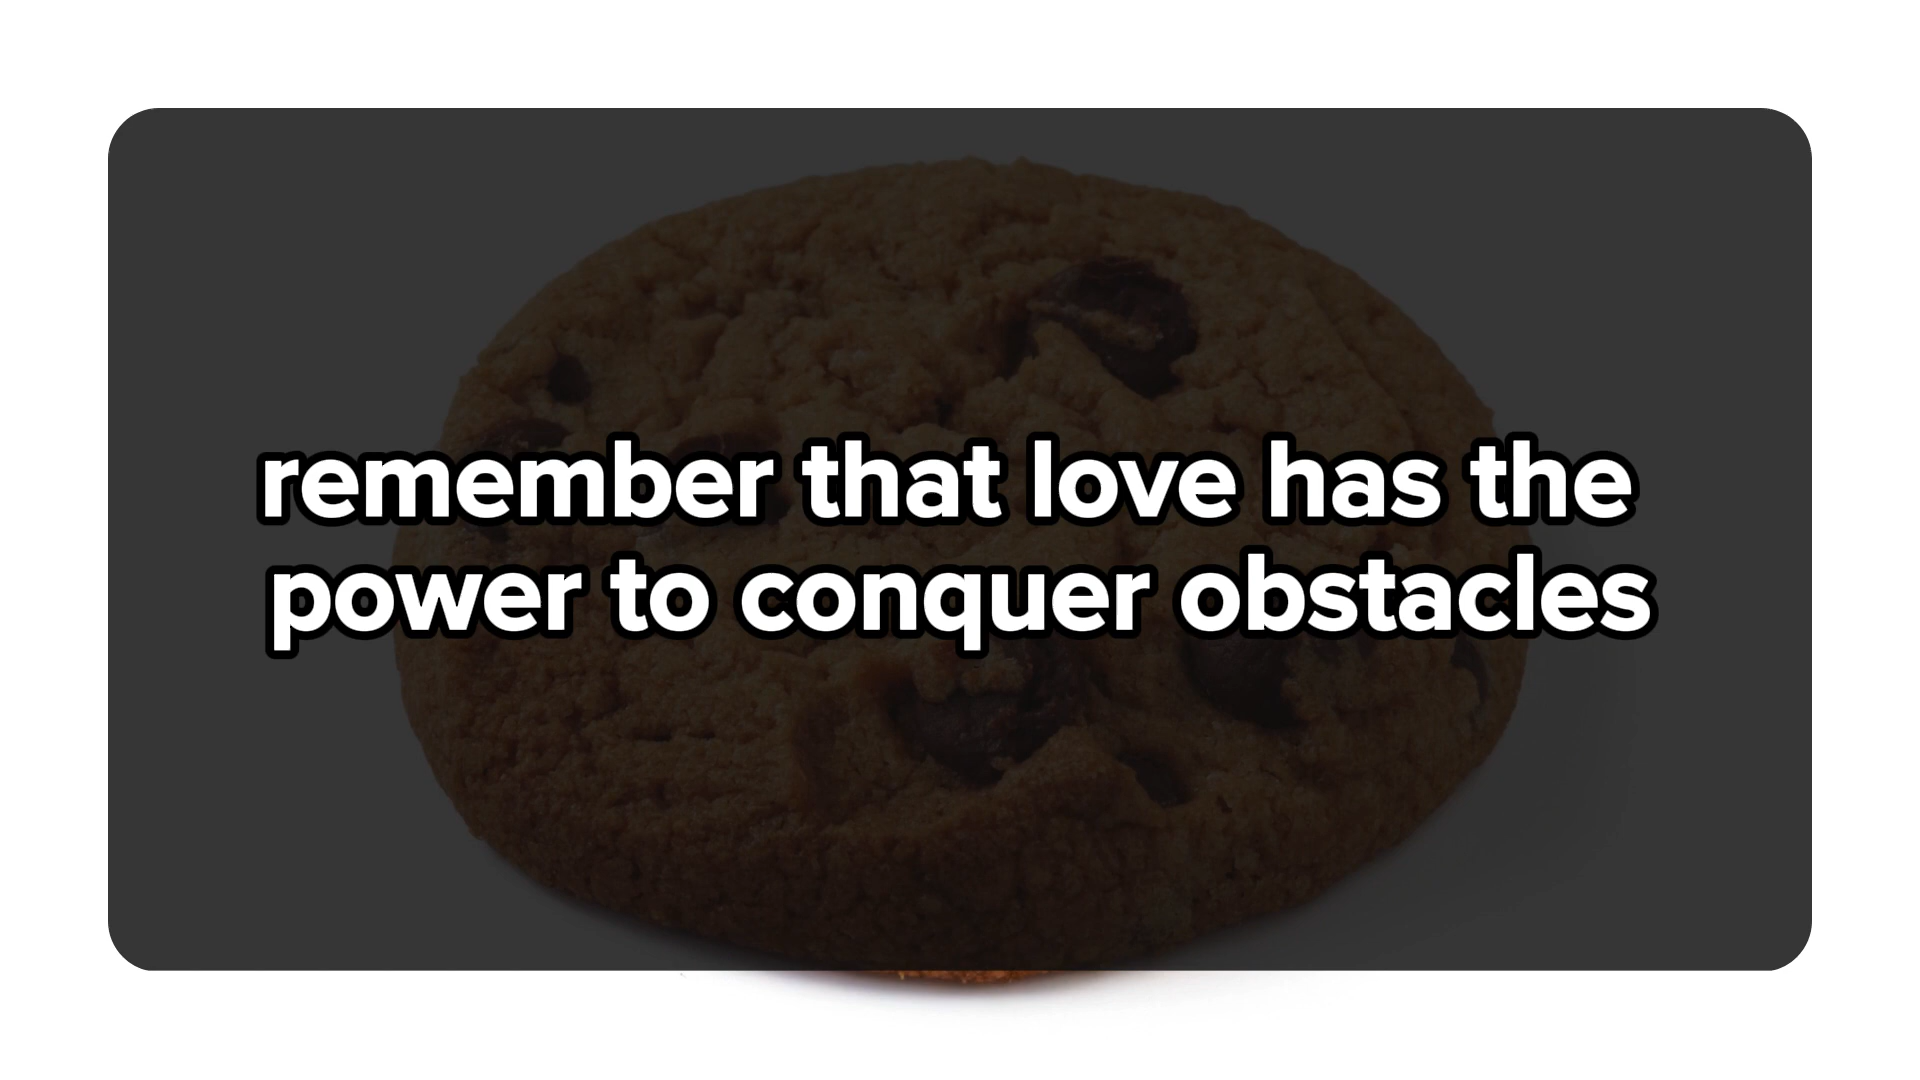 remember that love has the
power to conquer obstacles